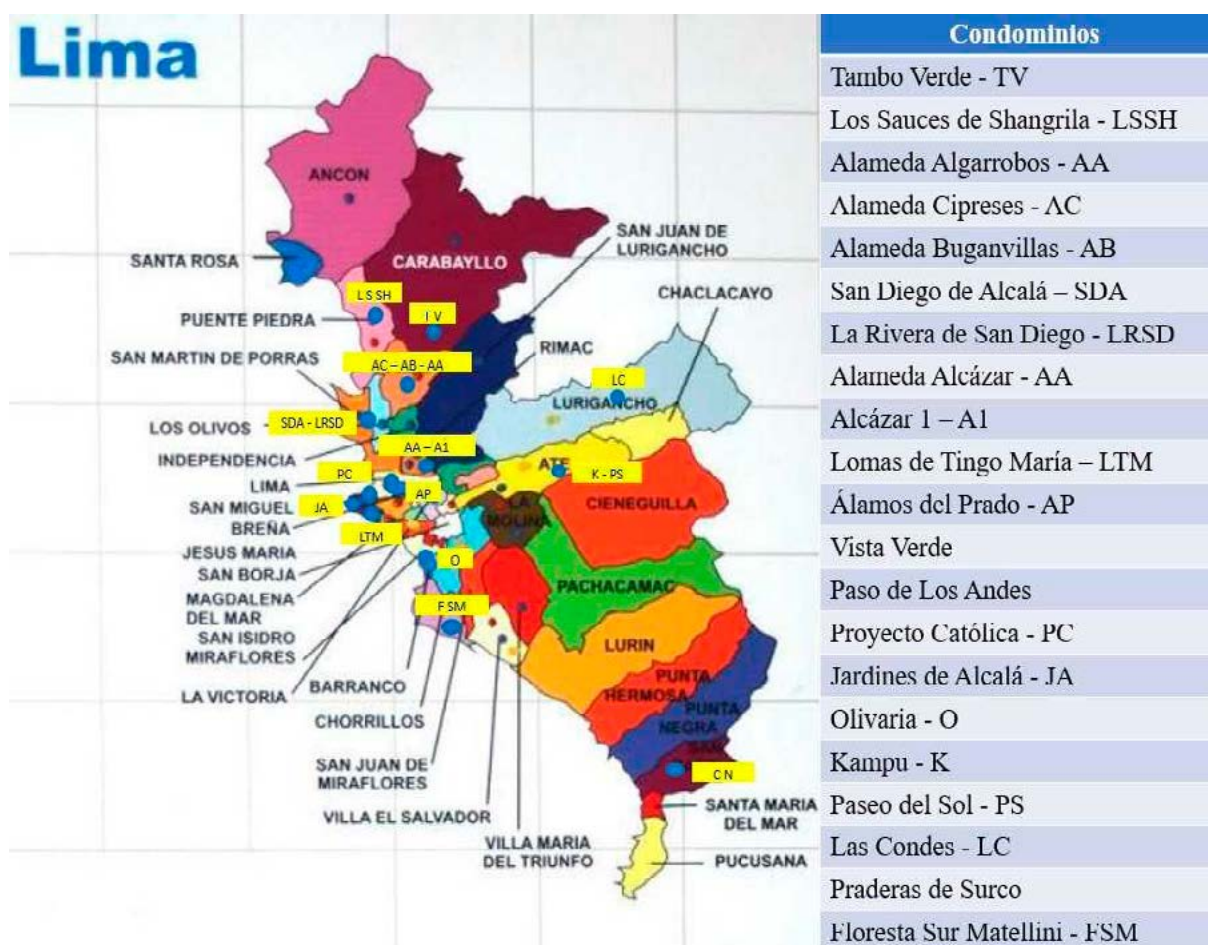 Lima
ANCON
SAN JUAN DE
LURIGANCHO
SANTA ROSA
CARABAYLLO
CHACLACAYO
LSSH
PUENTE PIEDRA
TV
SAN MARTIN DE PORRAS
RIMAC
AC – AB - AA
LC
LURIGANCHO
LOS OLIVOS
SDA - LRSD
INDEPENDENCIA
AA – A1
ATE
K - PS
PC
LIMA
AP
CIENEGUILLA
SAN MIGUEL
JA
LA
MOLINA
BREÑA
LTM
JESUS MARIA
O
SAN BORJA
PACHACAMAC
MAGDALENA
DEL MAR
FSM
SAN ISIDRO
MIRAFLORES
LURIN
LA VICTORIA
BARRANCO
PUNTA
HERMOSA
CHORRILLOS
PUNTA
NEGRA
SAN
SAN JUAN DE
MIRAFLORES
CN
VILLA EL SALVADOR
SANTA MARIA
DEL MAR
VILLA MARIA
DEL TRIUNFO
PUCUSANA
Condominios
Tambo Verde - TV
Los Sauces de Shangrila - LSSH
Alameda Algarrobos - AA
Alameda Cipreses - AC
Alameda Buganvillas - AB
San Diego de Alcalá – SDA
La Rivera de San Diego - LRSD
Alameda Alcázar - AA
Alcázar 1 – A1
Lomas de Tingo María – LTM
Álamos del Prado - AP
Vista Verde
Paso de Los Andes
Proyecto Católica - PC
Jardines de Alcalá - JA
Olivaria - O
Kampu - K
Paseo del Sol - PS
Las Condes - LC
Praderas de Surco
Floresta Sur Matellini - FSM